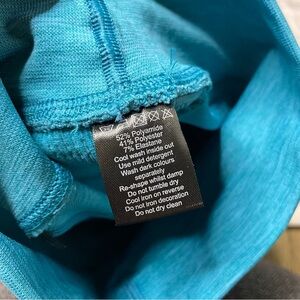 52% Polyamide
41% Polyester
7% Elastane
Cool wash inside out
Use mild detergent
Wash dark colours
separately
Re-shape whilst damp
Do not tumble dry
Cool iron on reverse
Do not iron decoration
Do not dry clean